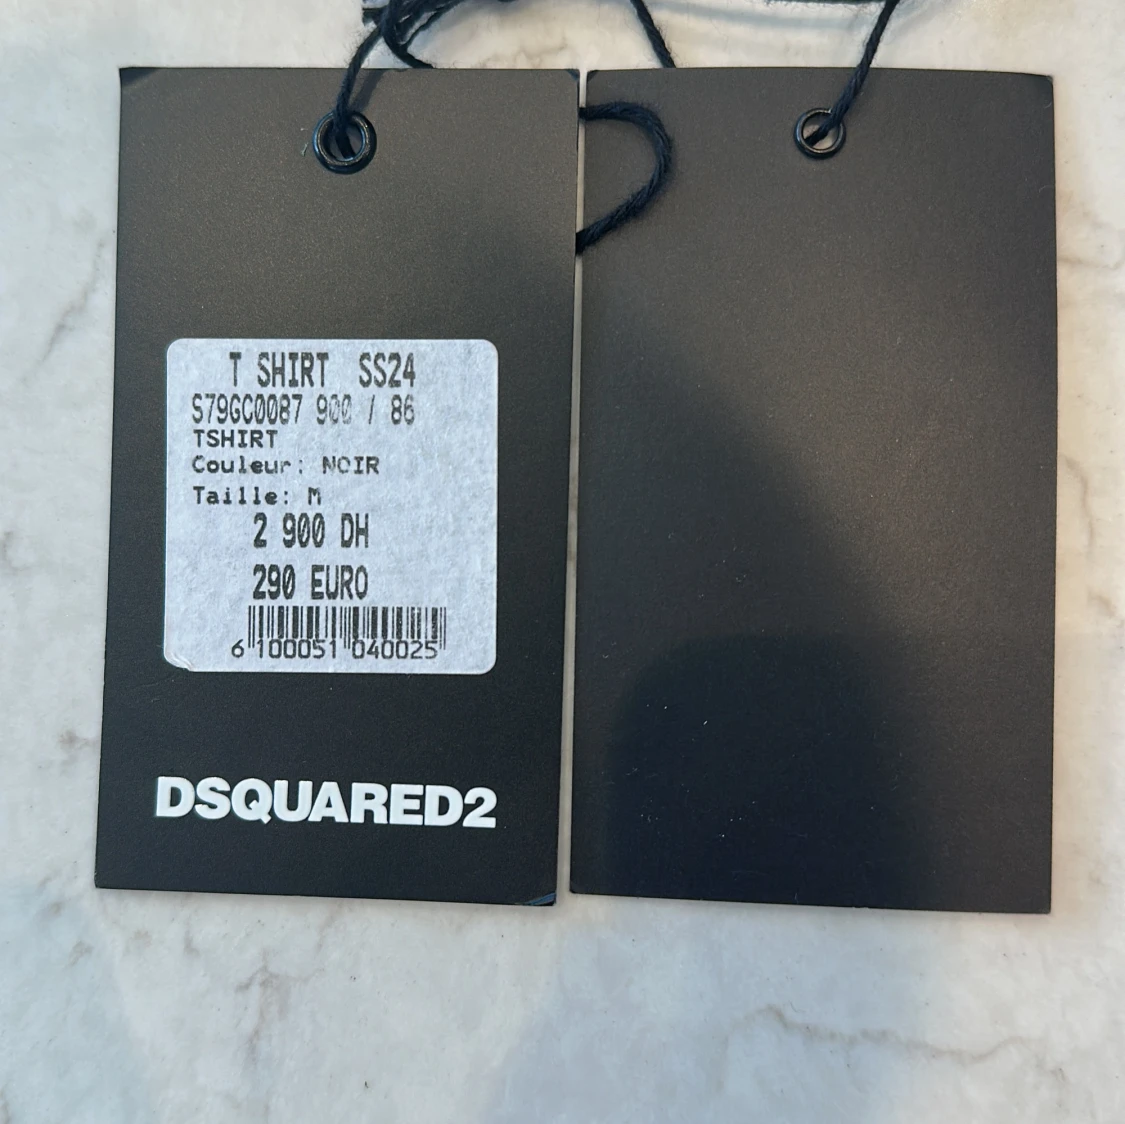 T SHIRT SS24
S79GC0087 900 / 86
TSHIRT
Couleur: NOIR
Taille: M
2 900 DH
290 EURO
6 100051 040025
DSQUARED2